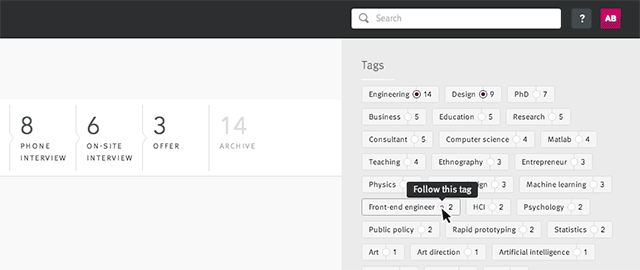 Search
?
AB
Tags
Engineering 14 Design 9 PhD 7
Business 5 Education 5 Research 5
8 6 3 14
PHONE INTERVIEW ON-SITE INTERVIEW OFFER ARCHIVE
Consultant 5 Computer science 4 Matlab 4
Teaching 4 Ethnography 3 Entrepreneur 3
Physics 3 Machine learning 3
Follow this tag
Front-end engineer 2 HCI 2 Psychology 2
Public policy 2 Rapid prototyping 2 Statistics 2
Art 1 Art direction 1 Artificial intelligence 1